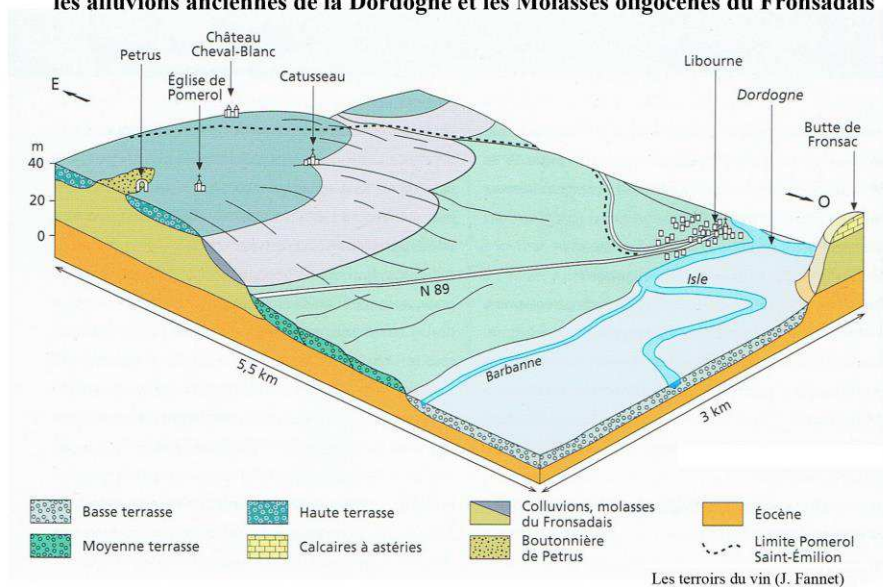 les alluvions anciennes de la Dordogne et les Molasses oligocènes du Fronsadais
Château
Cheval-Blanc
Petrus
Église de
Pomerol
Catusseau
Libourne
Dordogne
Butte de
Fronsac
E
O
m
40
20
0
N 89
Isle
Barbanne
5,5 km
3 km
Basse terrasse
Haute terrasse
Colluvions, molasses
du Fronsadais
Éocène
Moyenne terrasse
Calcaires à astéries
Boutonnière
de Petrus
Limite Pomerol
Saint-Émilion
Les terroirs du vin (J. Fannet)